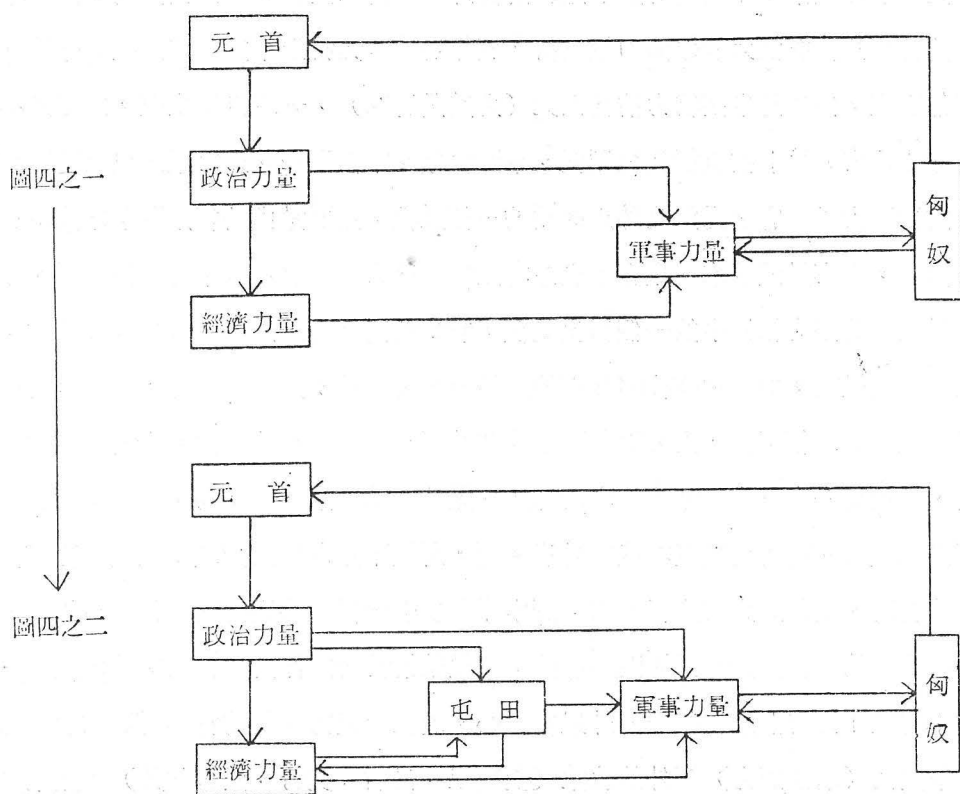 元 首
圖四之一
政治力量
匈奴
軍事力量
經濟力量
元 首
圖四之二
政治力量
匈奴
屯 田
軍事力量
經濟力量